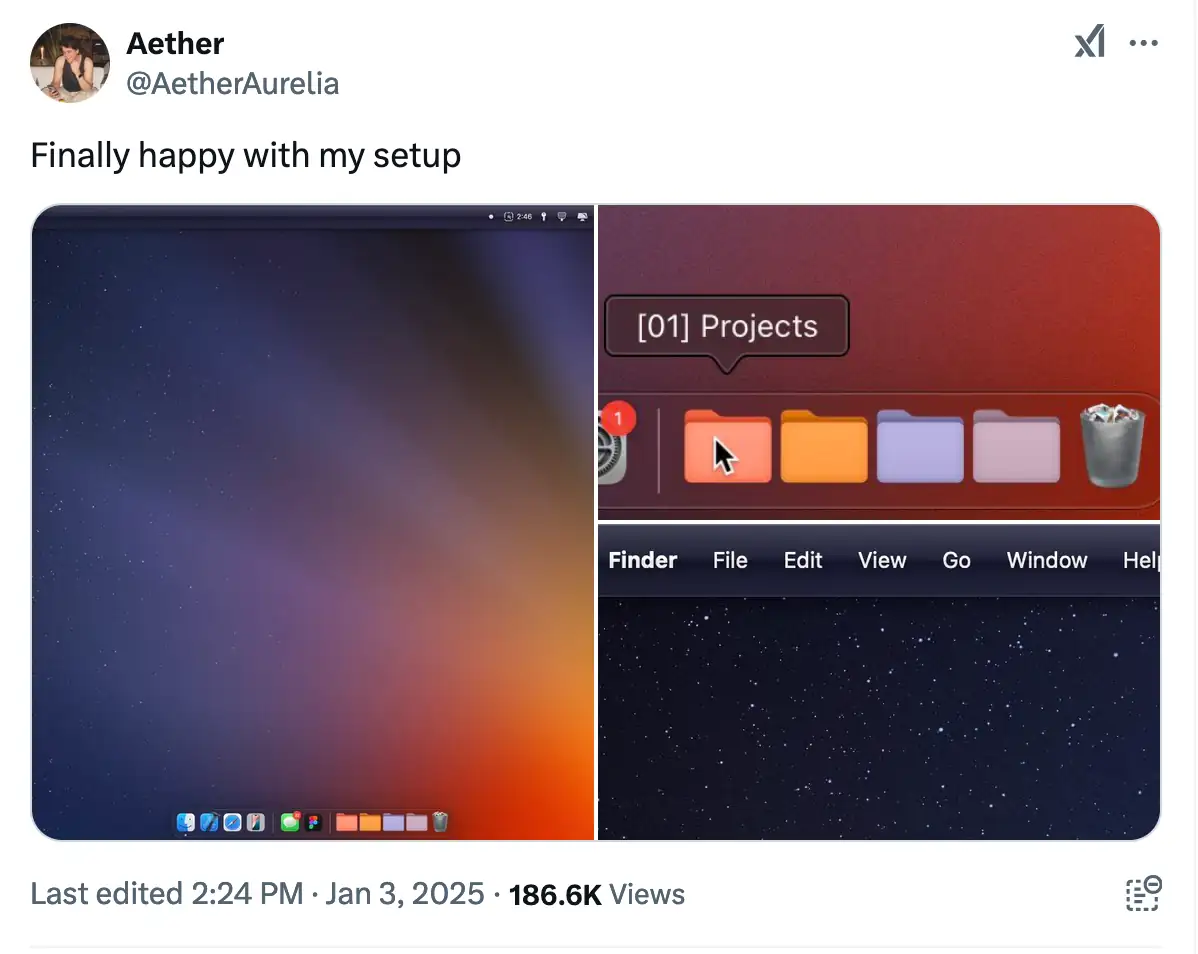 Aether
@AetherAurelia
Finally happy with my setup
2:46
[01] Projects
1
Finder File Edit View Go Window Help
Last edited 2:24 PM · Jan 3, 2025 · 186.6K Views